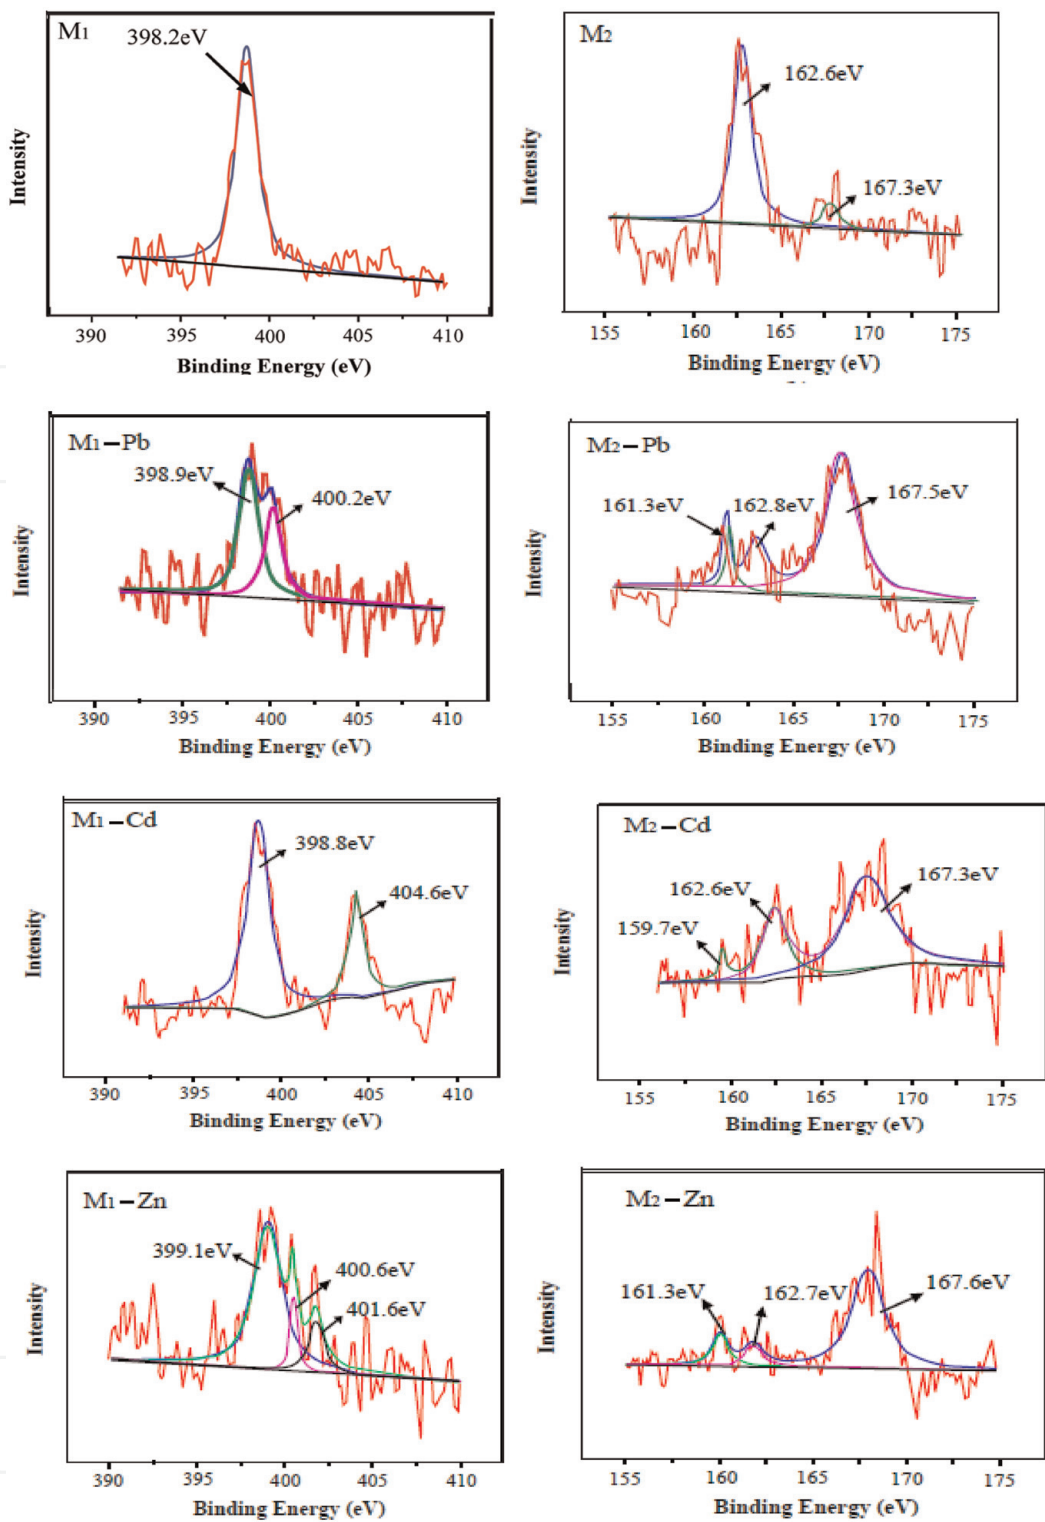 M1
398.2eV
Intensity
390 395 400 405 410
Binding Energy (eV)
M2
162.6eV
167.3eV
Intensity
155 160 165 170 175
Binding Energy (eV)
M1-Pb
398.9eV
400.2eV
Intensity
390 395 400 405 410
Binding Energy (eV)
M2-Pb
161.3eV
162.8eV
167.5eV
Intensity
155 160 165 170 175
Binding Energy (eV)
M1-Cd
398.8eV
404.6eV
Intensity
390 395 400 405 410
Binding Energy (eV)
M2-Cd
167.3eV
162.6eV
159.7eV
Intensity
155 160 165 170 175
Binding Energy (eV)
M1-Zn
399.1eV
400.6eV
401.6eV
Intensity
390 395 400 405 410
Binding Energy (eV)
M2-Zn
161.3eV
162.7eV
167.6eV
Intensity
155 160 165 170 175
Binding Energy (eV)